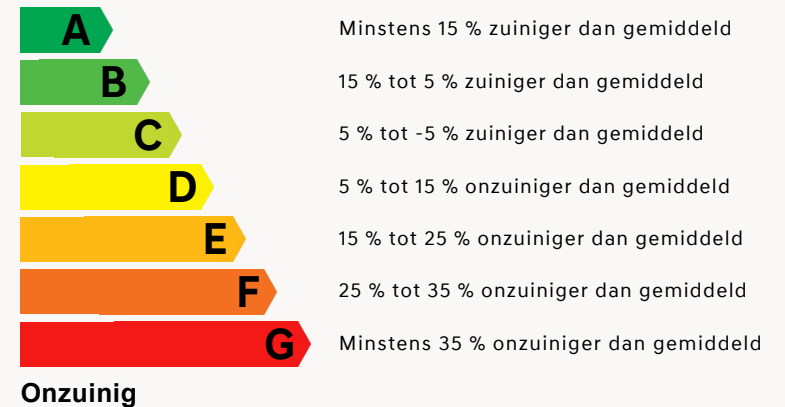 A Minstens 15 % zuiniger dan gemiddeld
B 15 % tot 5 % zuiniger dan gemiddeld
C 5 % tot -5 % zuiniger dan gemiddeld
D 5 % tot 15 % onzuiniger dan gemiddeld
E 15 % tot 25 % onzuiniger dan gemiddeld
F 25 % tot 35 % onzuiniger dan gemiddeld
G Minstens 35 % onzuiniger dan gemiddeld
Onzuinig